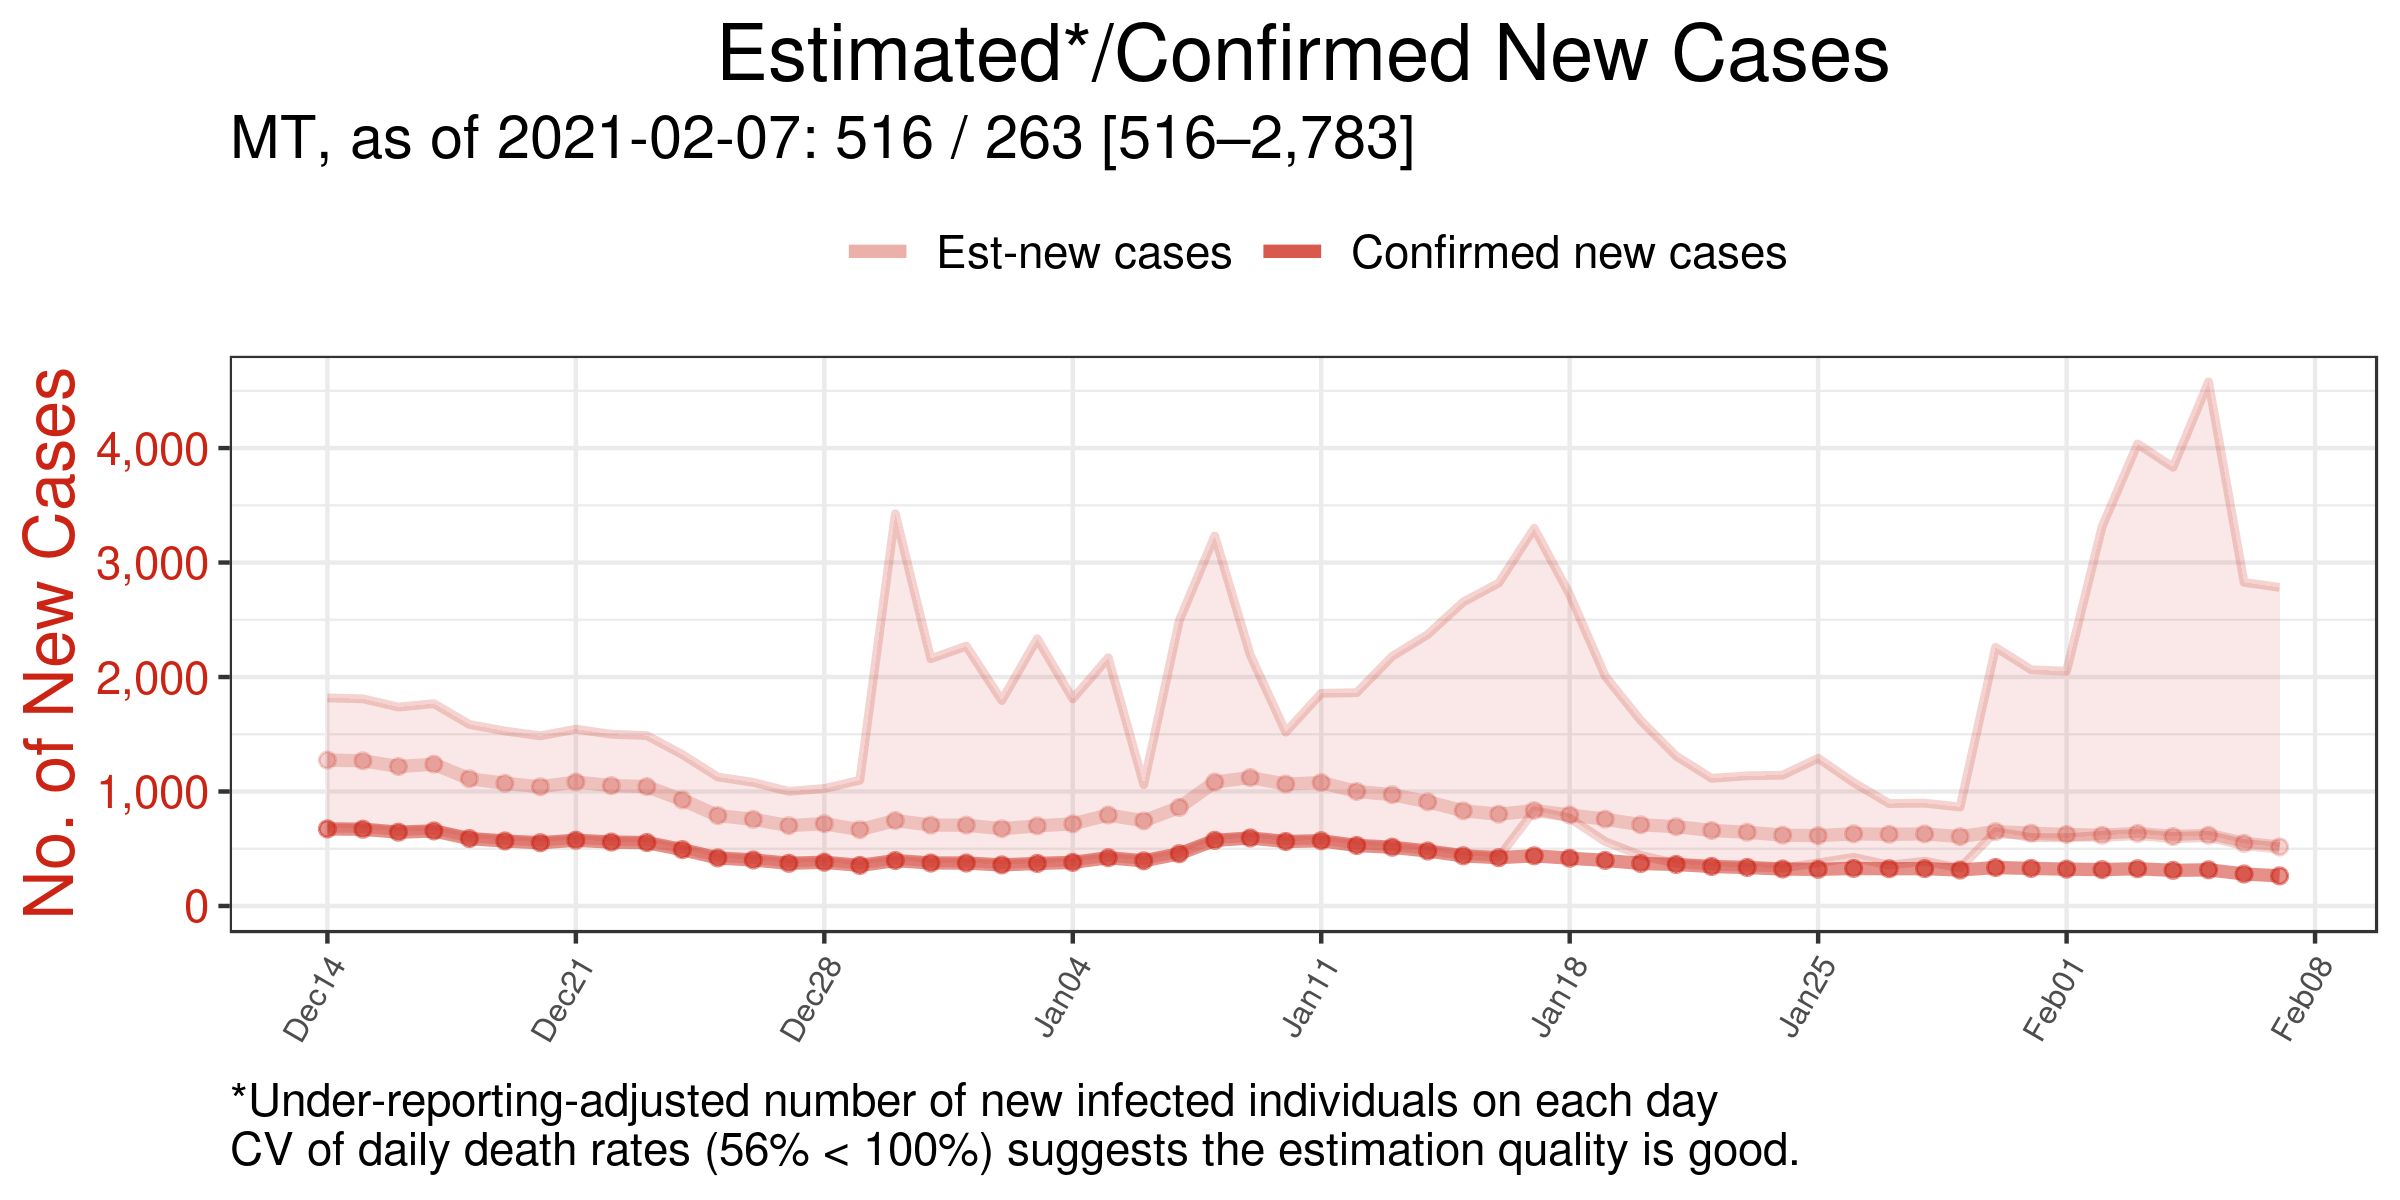 Estimated*/Confirmed New Cases
MT, as of 2021-02-07: 516 / 263 [516–2,783]
Est-new cases
Confirmed new cases
No. of New Cases
4,000
3,000
2,000
1,000
0
Dec14
Dec21
Dec28
Jan04
Jan11
Jan18
Jan25
Feb01
Feb08
*Under-reporting-adjusted number of new infected individuals on each day
CV of daily death rates (56% < 100%) suggests the estimation quality is good.